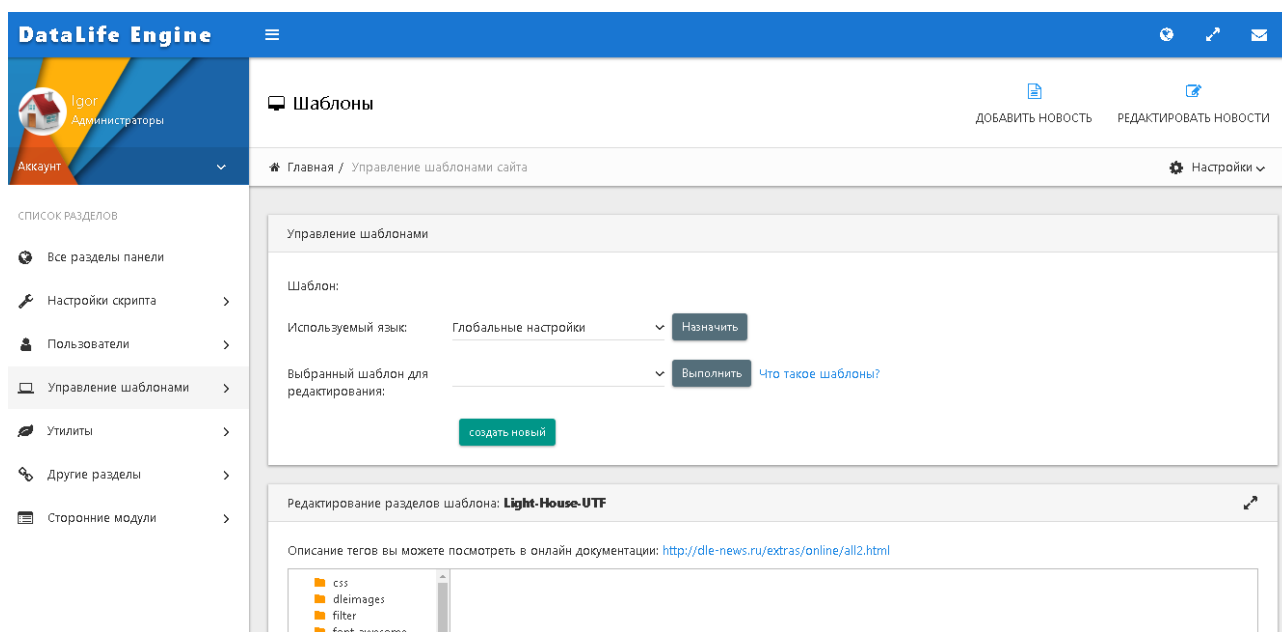 DataLife Engine
Igor
Администраторы
Аккаунт
СПИСОК РАЗДЕЛОВ
Все разделы панели
Настройки скрипта
Пользователи
Управление шаблонами
Утилиты
Другие разделы
Сторонние модули
Шаблоны
ДОБАВИТЬ НОВОСТЬ
РЕДАКТИРОВАТЬ НОВОСТИ
Главная / Управление шаблонами сайта
Настройки
Управление шаблонами
Шаблон:
Используемый язык: Глобальные настройки Назначить
Выбранный шаблон для
редактирования:
Выполнить Что такое шаблоны?
создать новый
Редактирование разделов шаблона: Light-House-UTF
Описание тегов вы можете посмотреть в онлайн документации: http://dle-news.ru/extras/online/all2.html
css
dleimages
filter
font-awesome